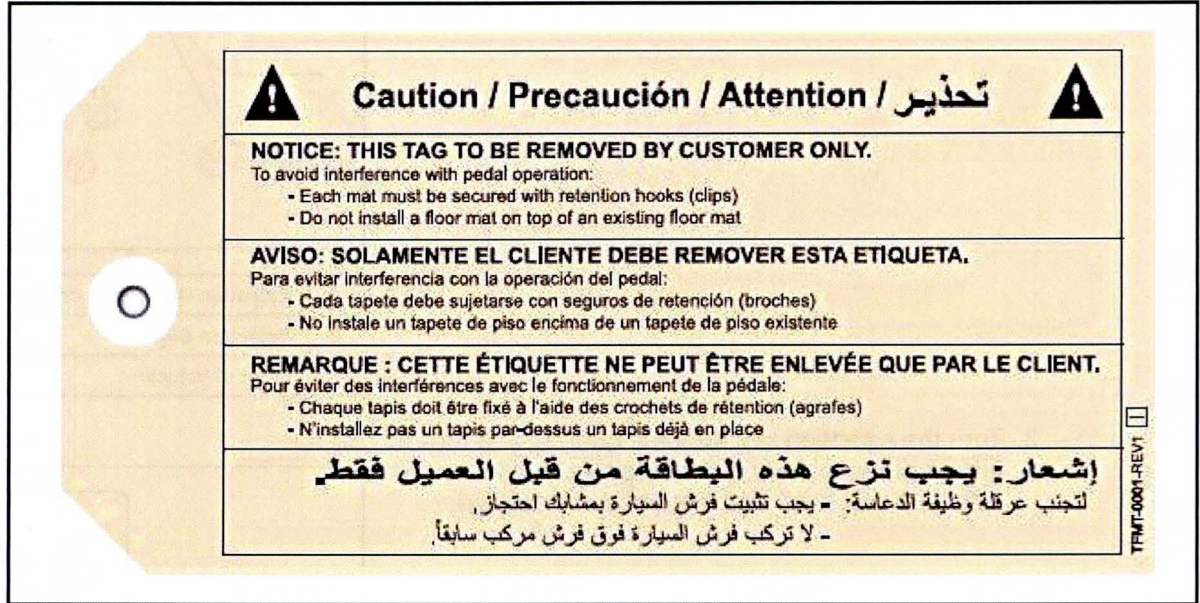 Caution / Precaución / Attention / تحذير
NOTICE: THIS TAG TO BE REMOVED BY CUSTOMER ONLY.
To avoid interference with pedal operation:
- Each mat must be secured with retention hooks (clips)
- Do not install a floor mat on top of an existing floor mat
AVISO: SOLAMENTE EL CLIENTE DEBE REMOVER ESTA ETIQUETA.
Para evitar interferencia con la operación del pedal:
- Cada tapete debe sujetarse con seguros de retención (broches)
- No instale un tapete de piso encima de un tapete de piso existente
REMARQUE : CETTE ÉTIQUETTE NE PEUT ÊTRE ENLEVÉE QUE PAR LE CLIENT.
Pour éviter des interférences avec le fonctionnement de la pédale:
- Chaque tapis doit être fixé à l'aide des crochets de rétention (agrafes)
- N'installez pas un tapis par-dessus un tapis déjà en place
إشعار: يجب نزع هذه البطاقة من قبل العميل فقط.
لتجنب عرقلة وظيفة الدعاسة: - يجب تثبيت فرش السيارة بمشابك احتجاز.
- لا تركب فرش السيارة فوق فرش مركب سابقاً.
TFMT-0001-REV1